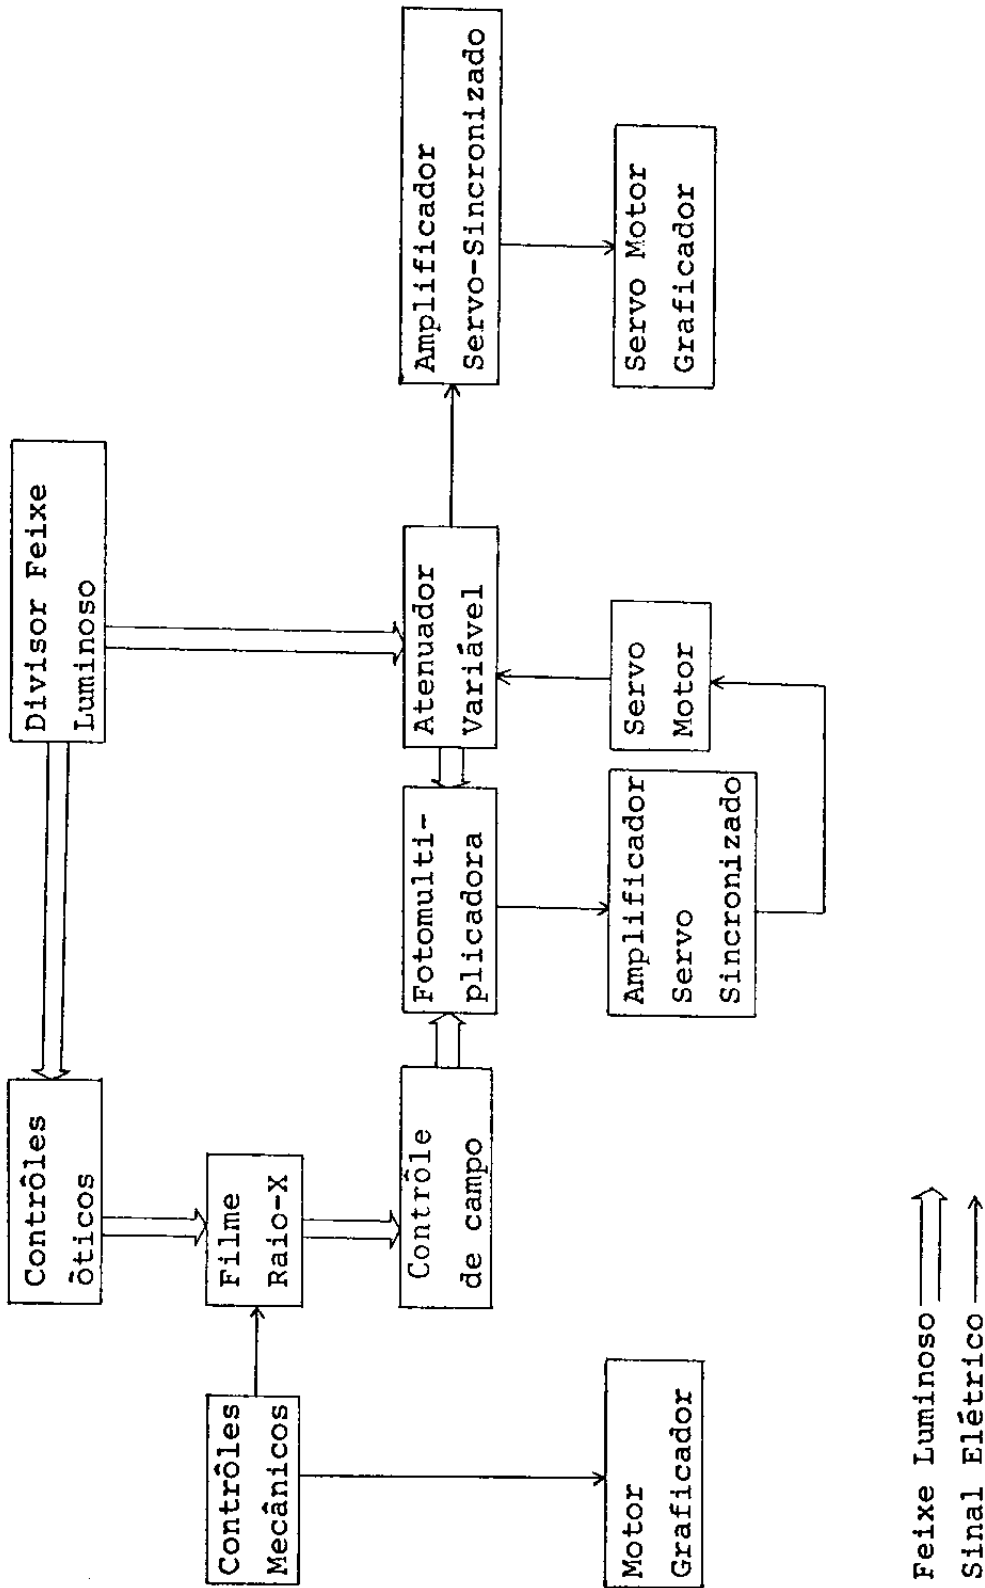 Divisor Feixe
Luminoso
Contrôles
ôticos
Filme
Raio-X
Contrôles
Mecânicos
Contrôle
de campo
Fotomulti-
plicadora
Atenuador
Variável
Amplificador
Servo-Sincronizado
Motor
Graficador
Amplificador
Servo
Sincronizado
Servo
Motor
Servo Motor
Graficador
Feixe Luminoso
Sinal Elétrico